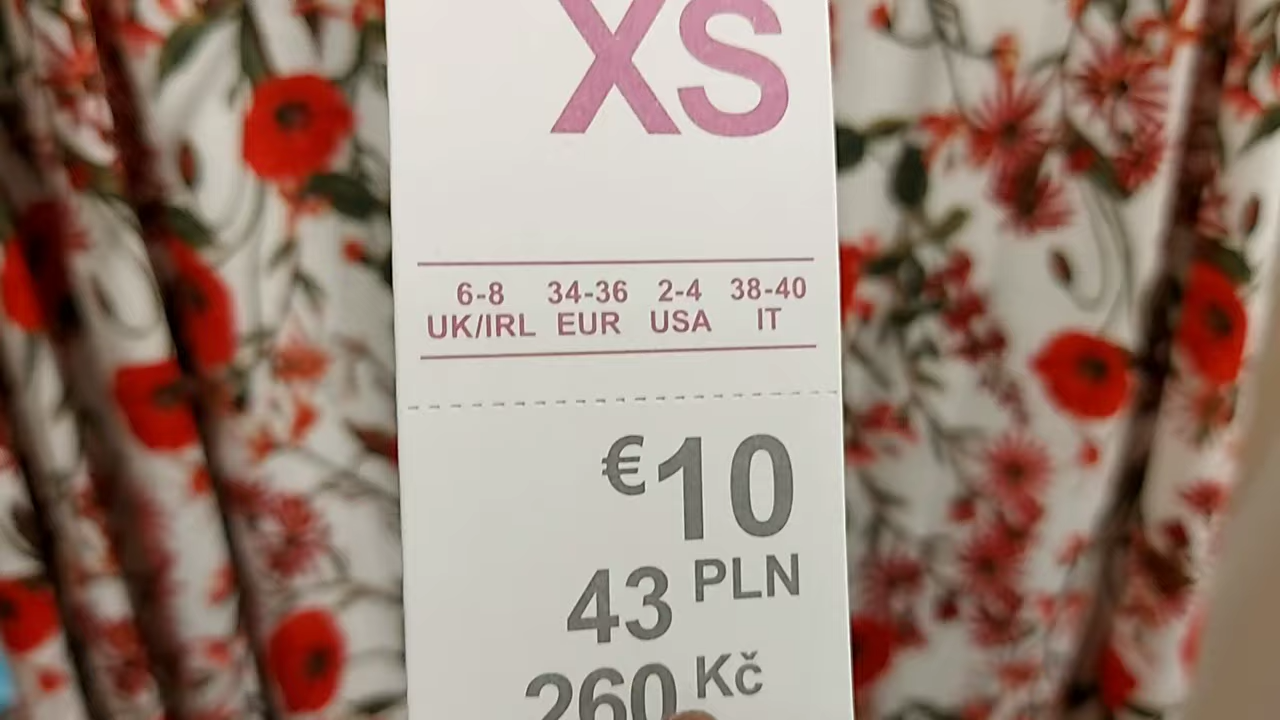 XS
6-8 34-36 2-4 38-40
UK/IRL EUR USA IT
€10
43 PLN
260 Kč